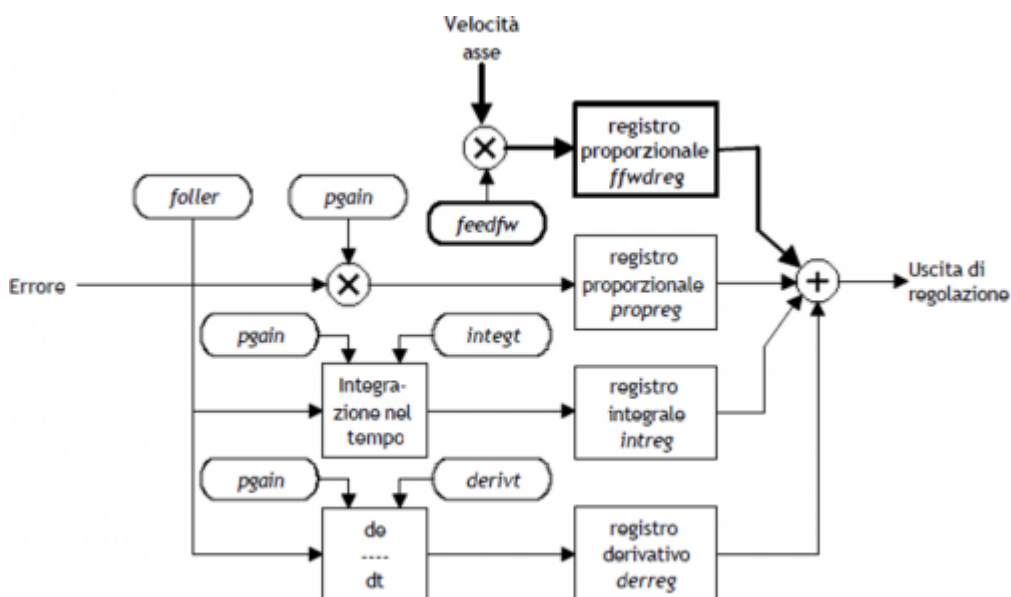 Velocità
asse
registro
proporzionale
ffwdreg
foller
pgain
feedfw
Errore
registro
proporzionale
propreg
Uscita di
regolazione
pgain
integt
Integra-
zione nel
tempo
registro
integrale
intreg
pgain
derivt
de
----
dt
registro
derivativo
derreg